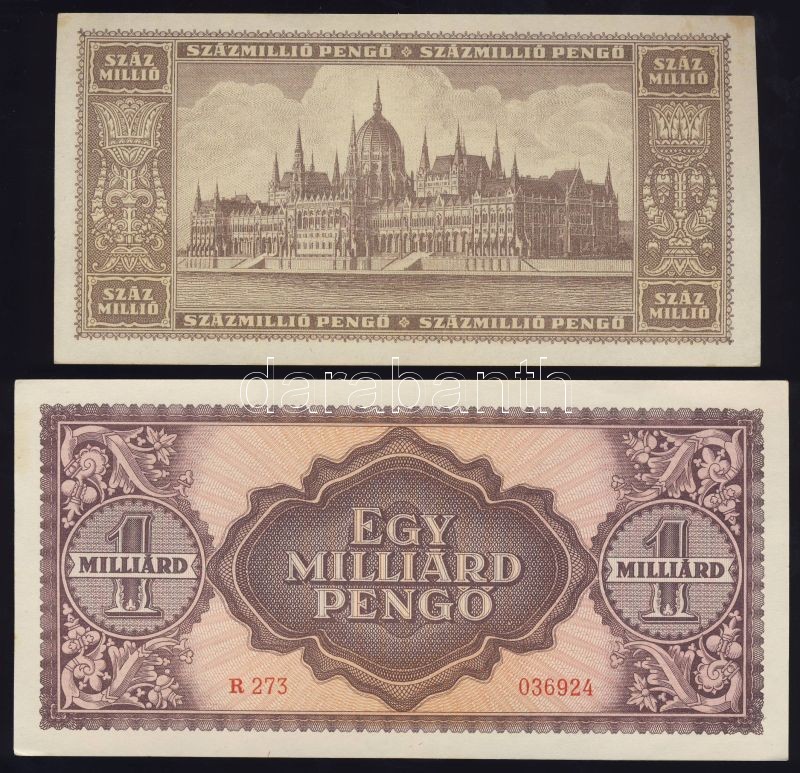 SZÁZMILLIÓ PENGŐ ❖ SZÁZMILLIÓ PENGŐ
SZÁZ
MILLIÓ
SZÁZ
MILLIÓ
SZÁZ
MILLIÓ
SZÁZ
MILLIÓ
SZÁZMILLIÓ PENGŐ ❖ SZÁZMILLIÓ PENGŐ
darabanth
1
MILLIÁRD
EGY
MILLIÁRD
PENGŐ
1
MILLIÁRD
R 273
036924